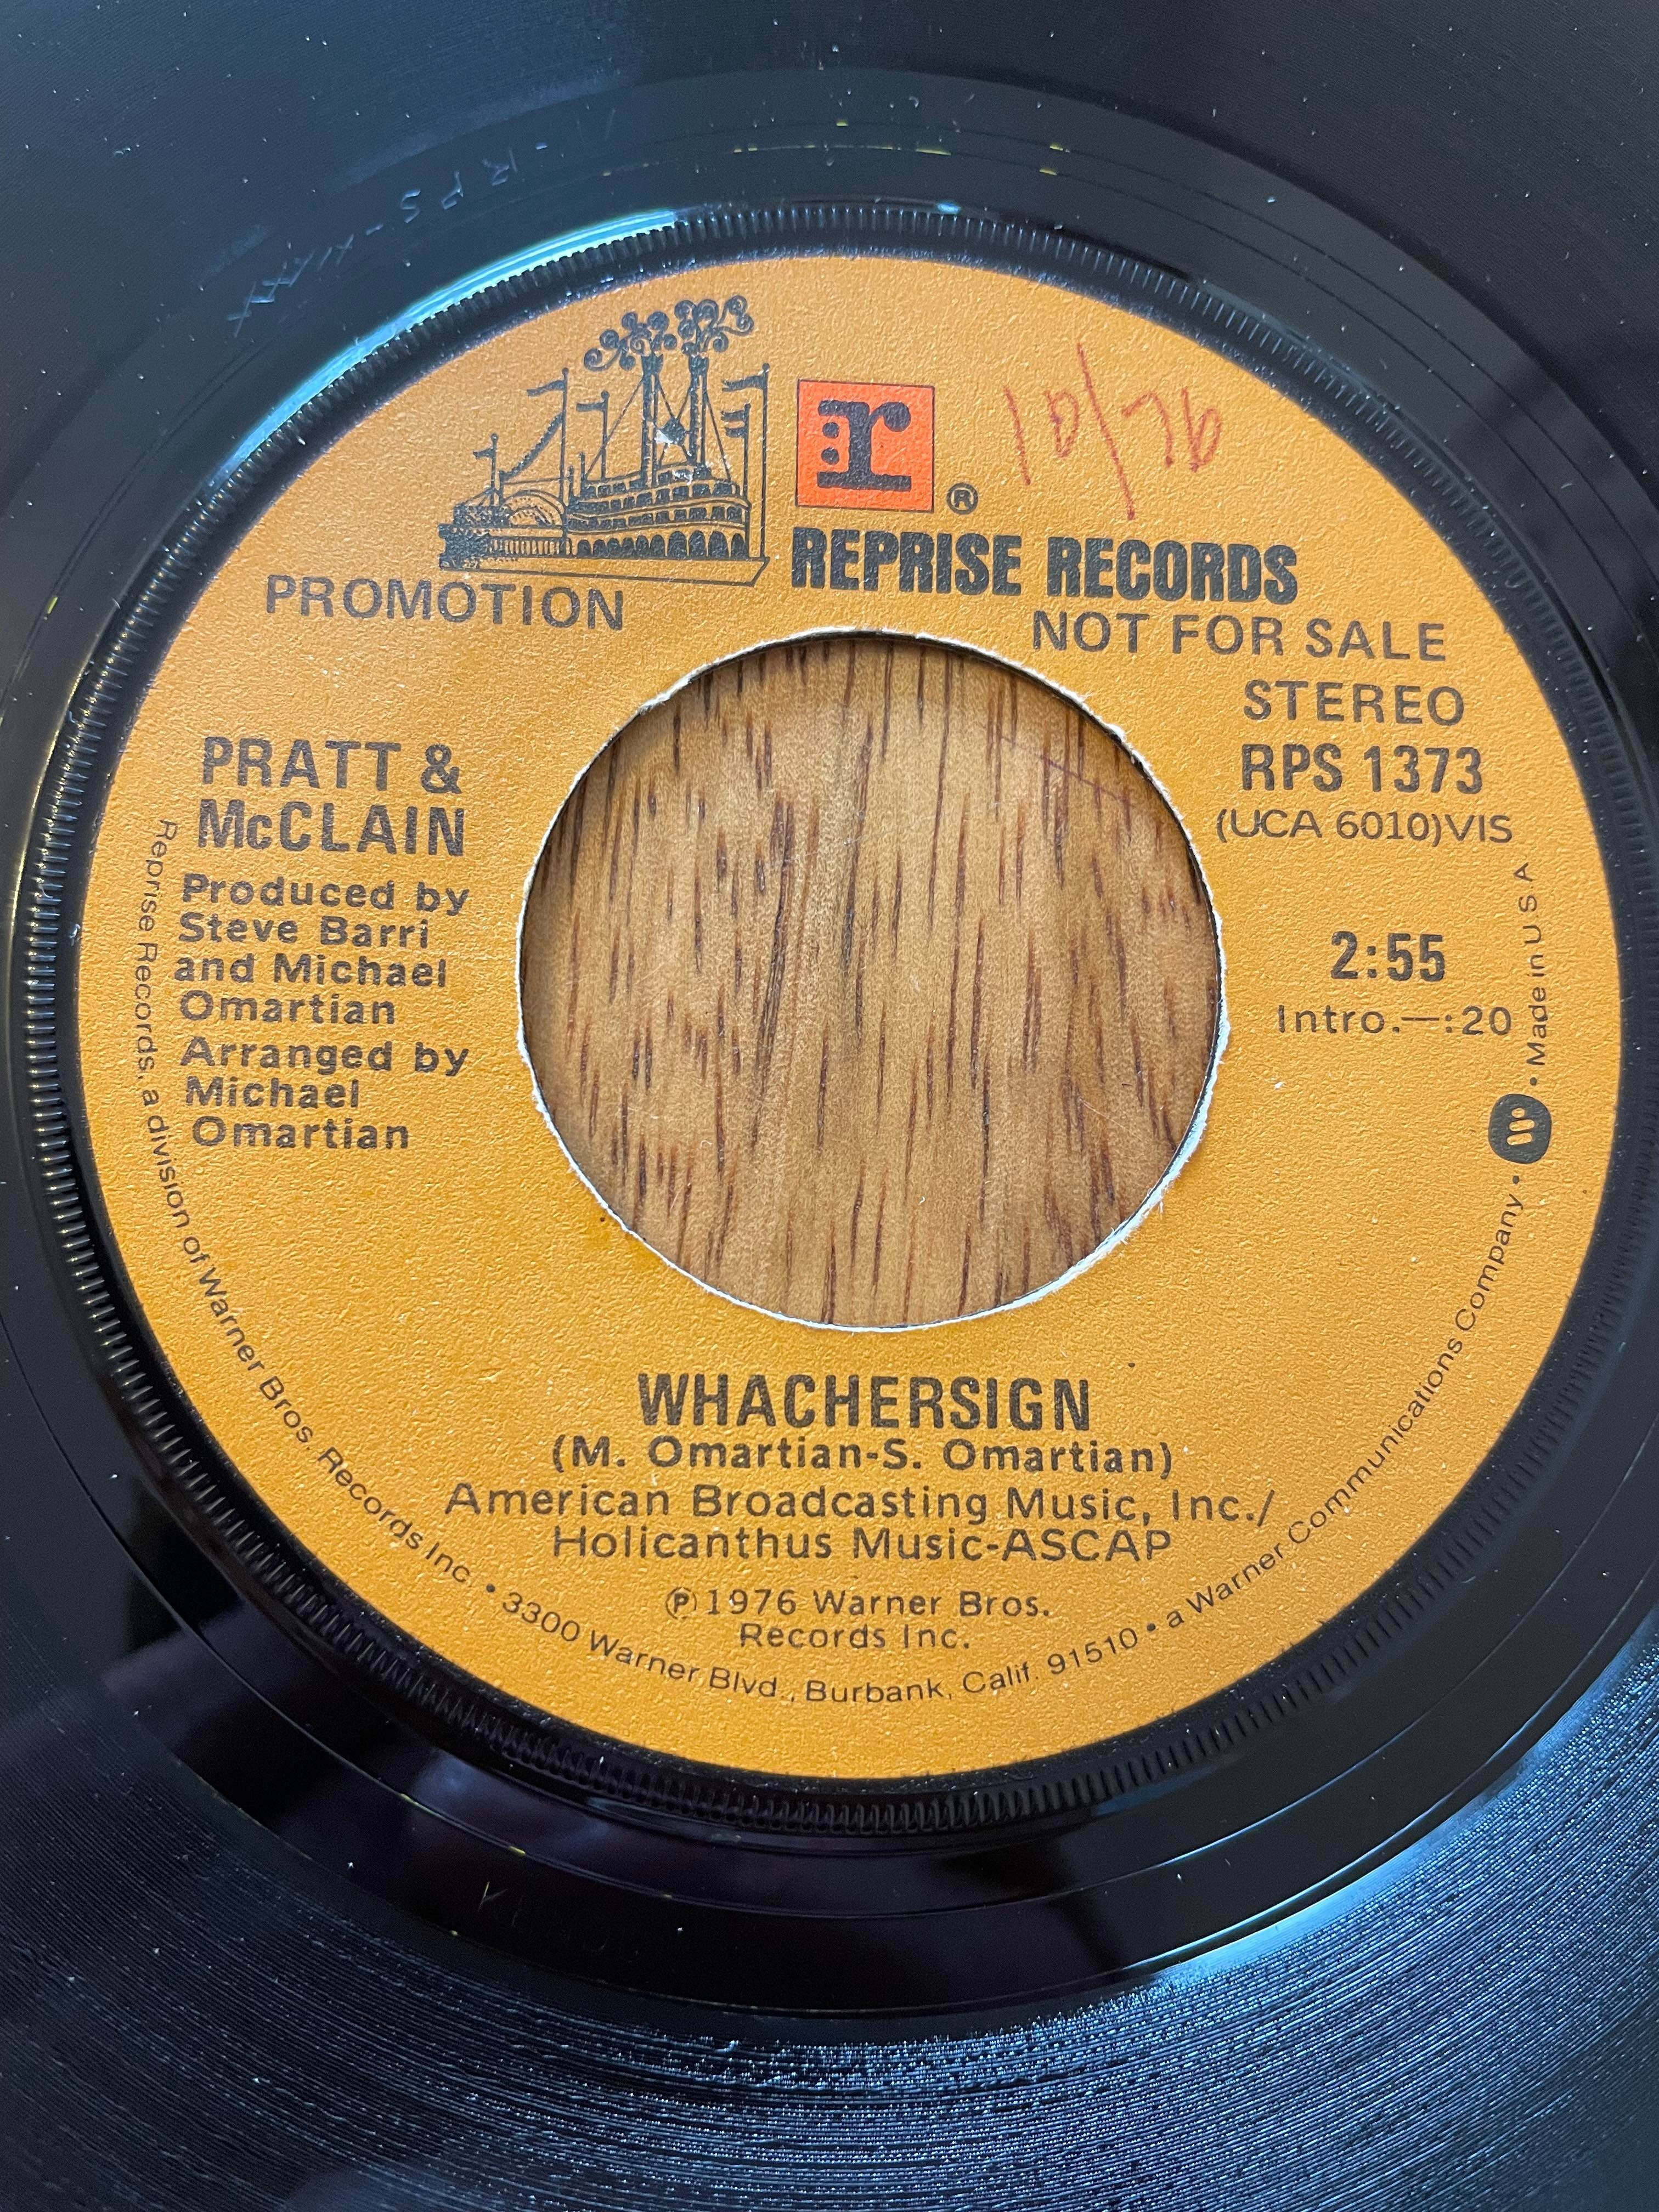 r
®
10/76
REPRISE RECORDS
PROMOTION
NOT FOR SALE
STEREO
RPS 1373
(UCA 6010)VIS
PRATT &
McCLAIN
Produced by
Steve Barri
and Michael
Omartian
Arranged by
Michael
Omartian
2:55
Intro.—:20
WHACHERSIGN
(M. Omartian-S. Omartian)
American Broadcasting Music, Inc./
Holicanthus Music-ASCAP
℗1976 Warner Bros.
Records Inc.
Reprise Records, a division of Warner Bros. Records Inc. • 3300 Warner Blvd., Burbank, Calif. 91510 • a Warner Communications Company • W • Made in U S A